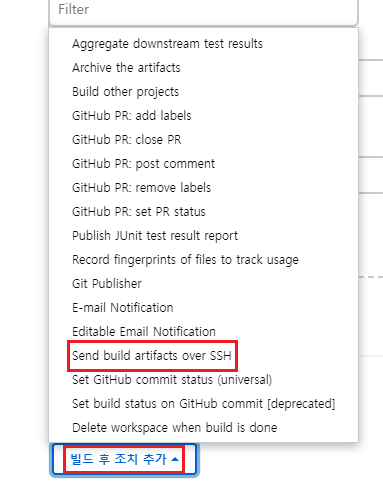 Filter
Aggregate downstream test results
Archive the artifacts
Build other projects
GitHub PR: add labels
GitHub PR: close PR
GitHub PR: post comment
GitHub PR: remove labels
GitHub PR: set PR status
Publish JUnit test result report
Record fingerprints of files to track usage
Git Publisher
E-mail Notification
Editable Email Notification
Send build artifacts over SSH
Set GitHub commit status (universal)
Set build status on GitHub commit [deprecated]
Delete workspace when build is done
빌드 후 조치 추가